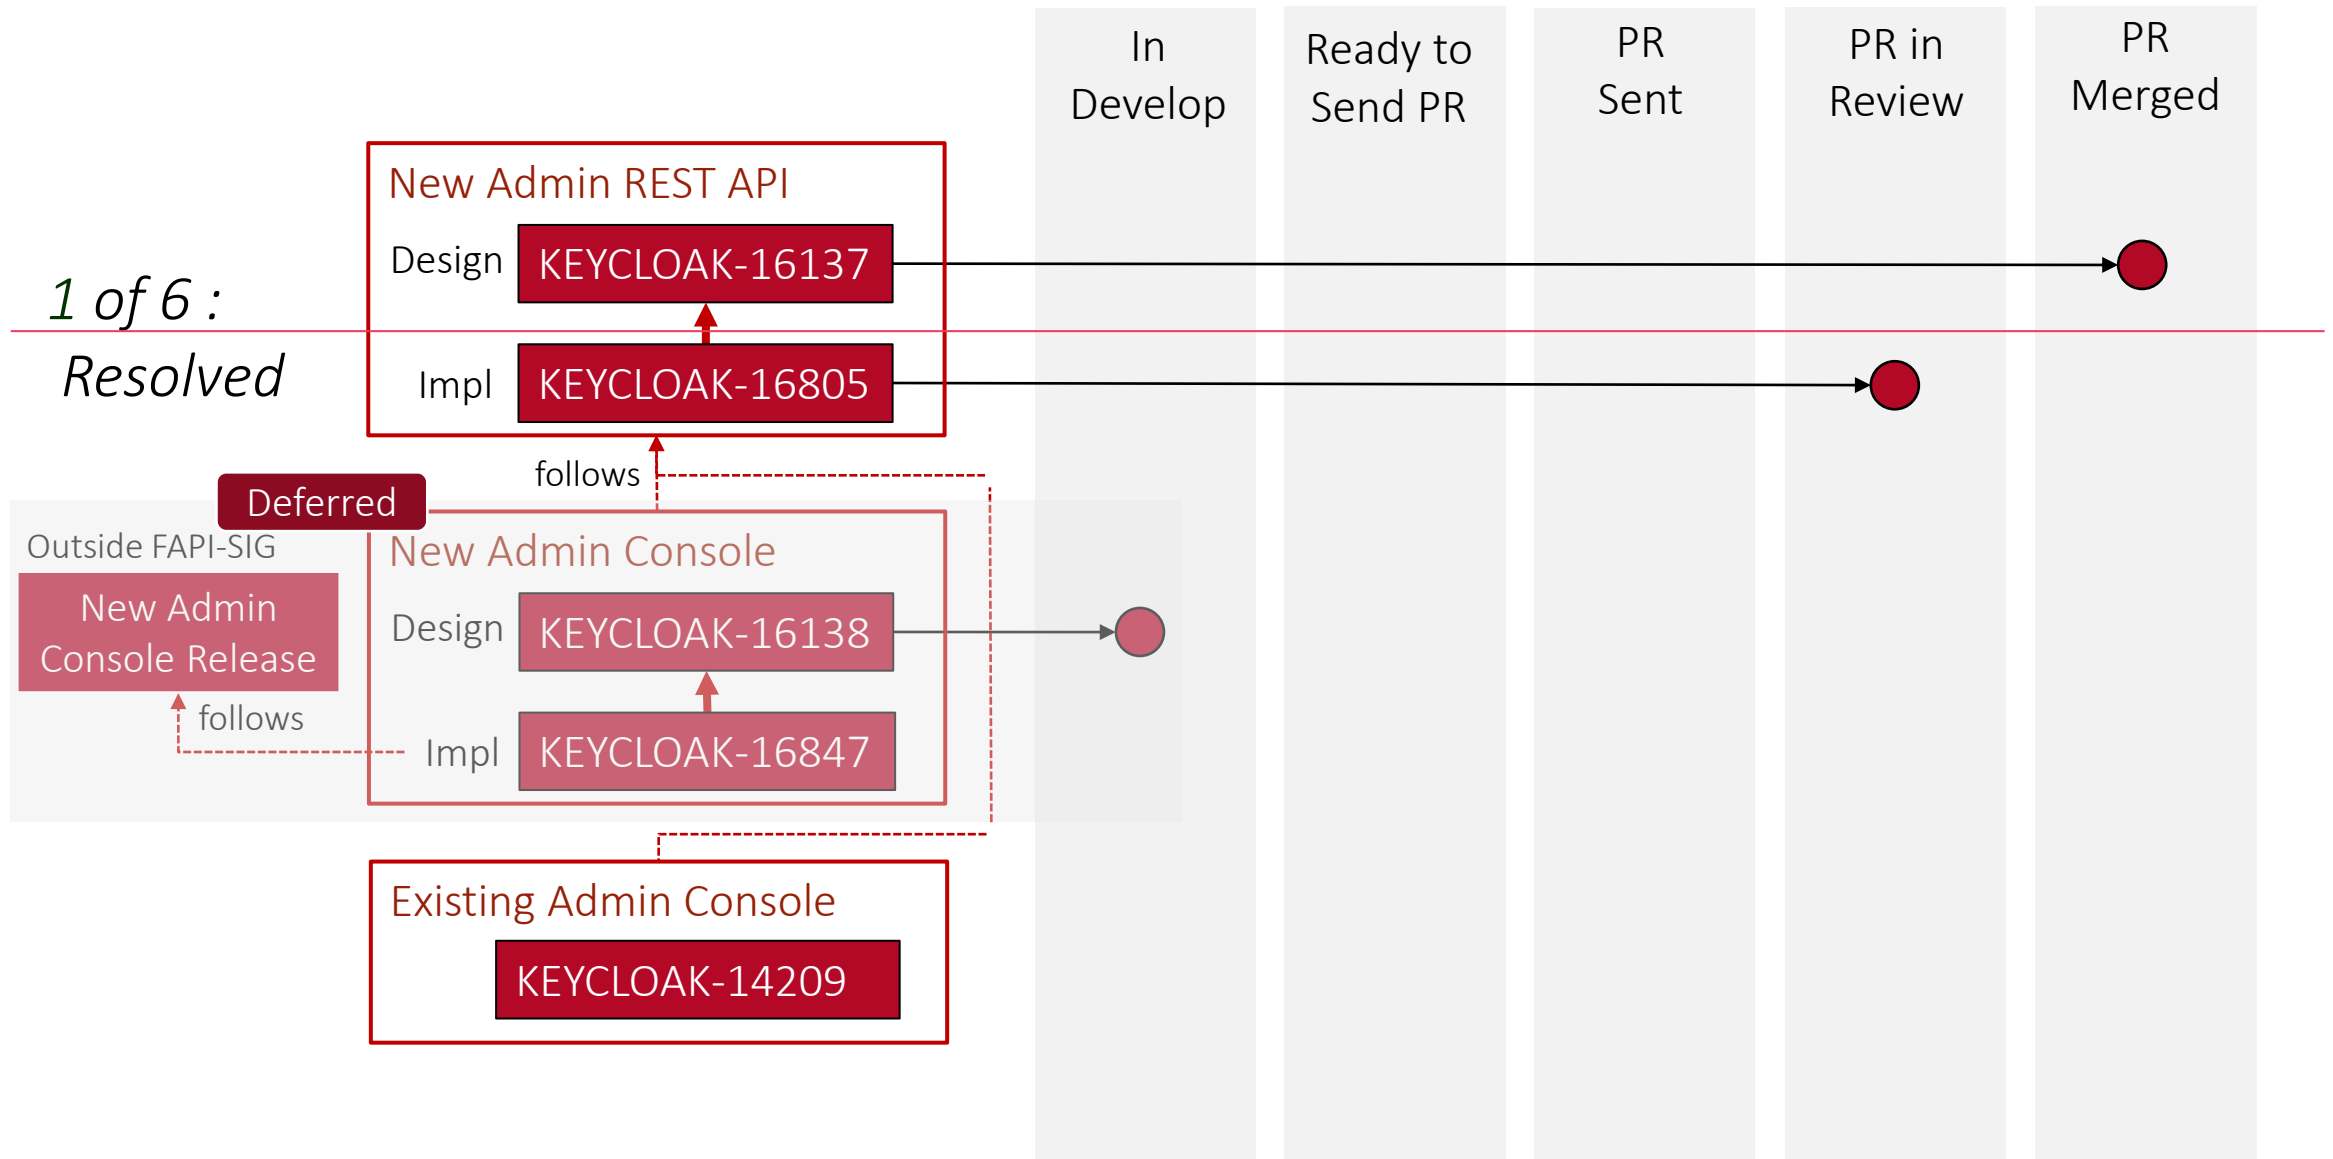 In
Develop
Ready to
Send PR
PR
Sent
PR in
Review
PR
Merged
New Admin REST API
Design
KEYCLOAK-16137
1 of 6 :
Resolved
Impl
KEYCLOAK-16805
follows
Deferred
Outside FAPI-SIG
New Admin
Console Release
follows
New Admin Console
Design
KEYCLOAK-16138
Impl
KEYCLOAK-16847
Existing Admin Console
KEYCLOAK-14209